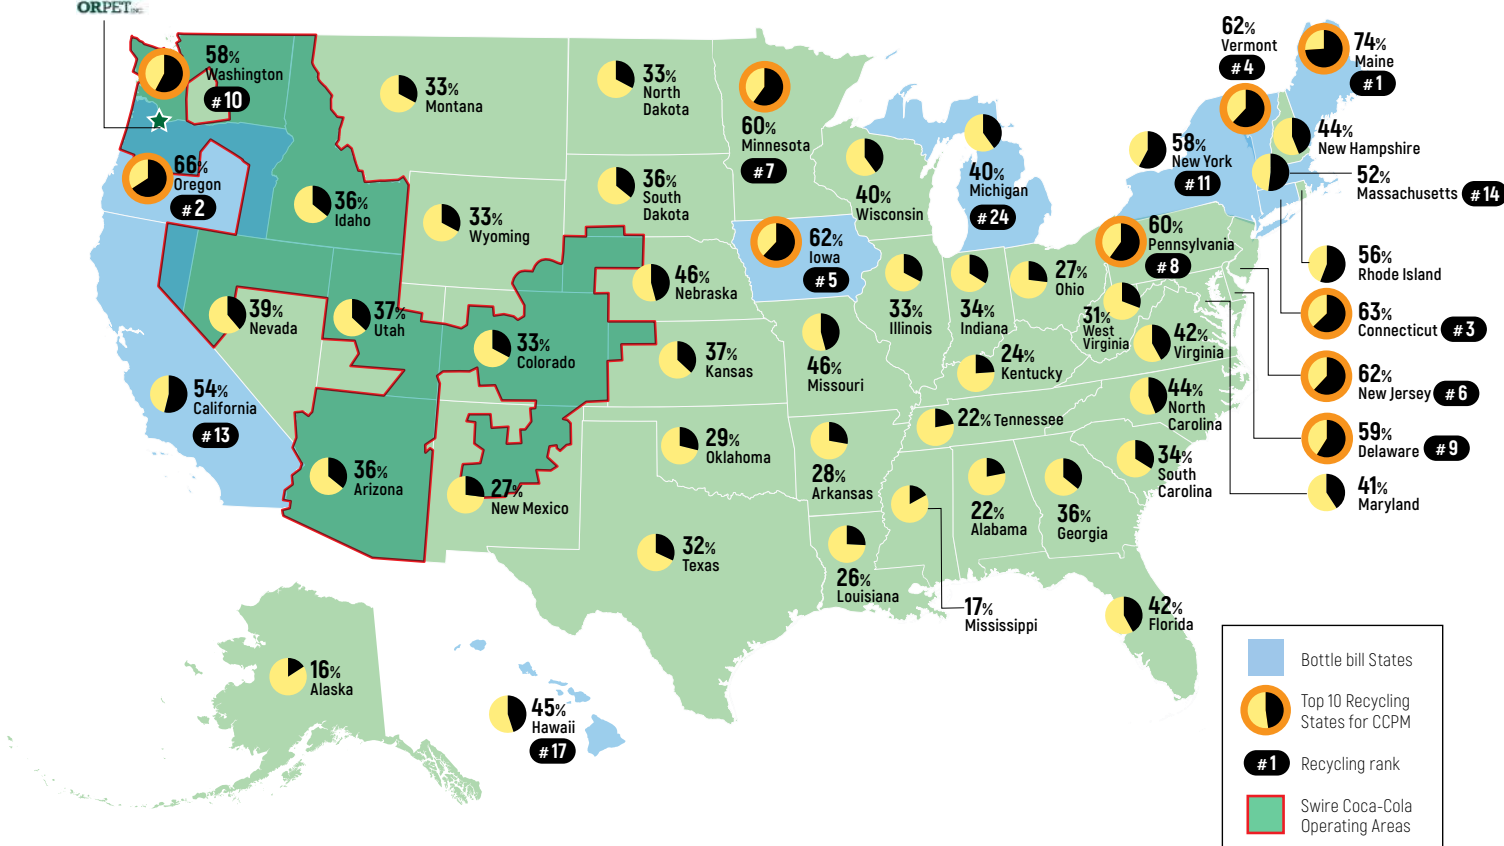 ORPET INC.
58%
Washington
#10
66%
Oregon
#2
33%
Montana
36%
Idaho
33%
Wyoming
39%
Nevada
37%
Utah
33%
Colorado
54%
California
#13
36%
Arizona
27%
New Mexico
33%
North
Dakota
36%
South
Dakota
46%
Nebraska
37%
Kansas
29%
Oklahoma
32%
Texas
60%
Minnesota
#7
62%
Iowa
#5
46%
Missouri
28%
Arkansas
26%
Louisiana
40%
Wisconsin
33%
Illinois
40%
Michigan
#24
34%
Indiana
27%
Ohio
24%
Kentucky
22% Tennessee
17%
Mississippi
22%
Alabama
36%
Georgia
42%
Florida
34%
South
Carolina
44%
North
Carolina
42%
Virginia
31%
West
Virginia
60%
Pennsylvania
#8
58%
New York
#11
62%
Vermont
#4
74%
Maine
#1
44%
New Hampshire
52%
Massachusetts #14
56%
Rhode Island
63%
Connecticut #3
62%
New Jersey #6
59%
Delaware #9
41%
Maryland
16%
Alaska
45%
Hawaii
#17
Bottle bill States
Top 10 Recycling
States for CCPM
#1 Recycling rank
Swire Coca-Cola
Operating Areas